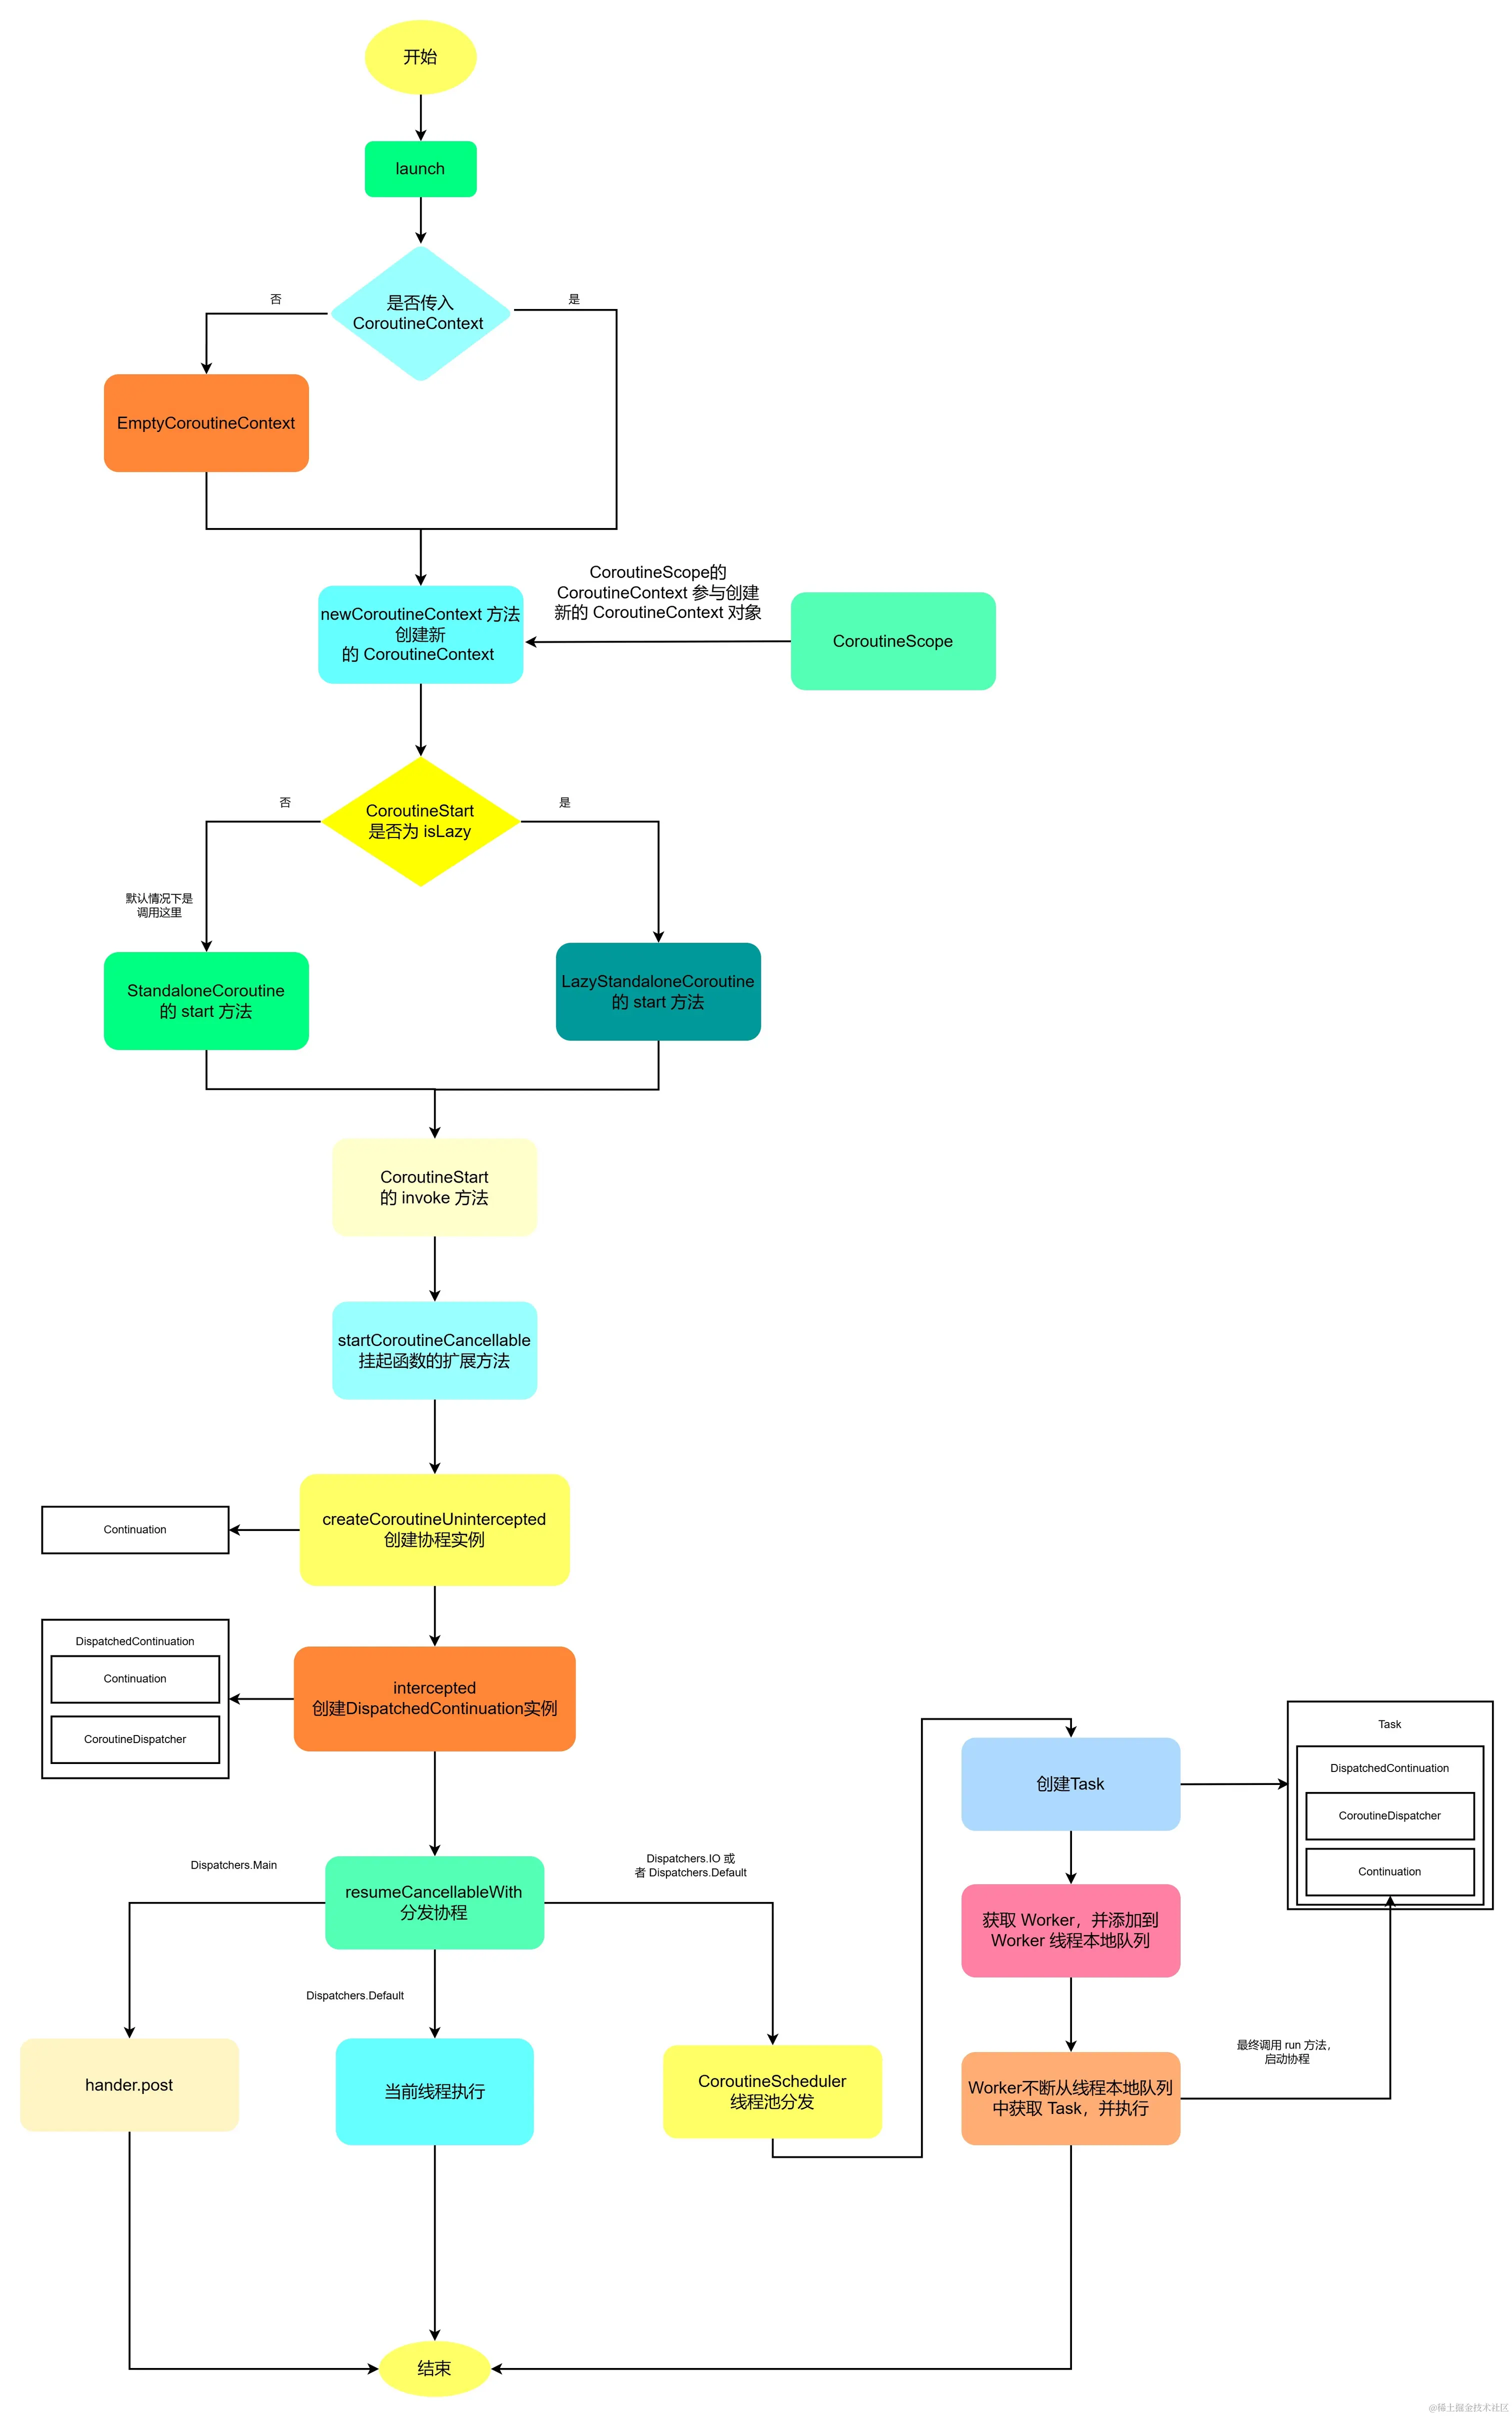 开始
launch
是否传入
CoroutineContext
否
是
EmptyCoroutineContext
CoroutineScope的
CoroutineContext 参与创建
新的 CoroutineContext 对象
newCoroutineContext 方法
创建新
的 CoroutineContext
CoroutineScope
CoroutineStart
是否为 isLazy
否
是
默认情况下是
调用这里
StandaloneCoroutine
的 start 方法
LazyStandaloneCoroutine
的 start 方法
CoroutineStart
的 invoke 方法
startCoroutineCancellable
挂起函数的扩展方法
createCoroutineUnintercepted
创建协程实例
Continuation
intercepted
创建DispatchedContinuation实例
DispatchedContinuation
Continuation
CoroutineDispatcher
resumeCancellableWith
分发协程
Dispatchers.Main
Dispatchers.IO 或
者 Dispatchers.Default
Dispatchers.Default
hander.post
当前线程执行
CoroutineScheduler
线程池分发
创建Task
Task
DispatchedContinuation
CoroutineDispatcher
Continuation
获取 Worker，并添加到
Worker 线程本地队列
Worker不断从线程本地队列
中获取 Task，并执行
最终调用 run 方法，
启动协程
结束
@稀土掘金技术社区